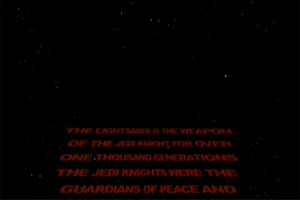 THE LIGHTSABER IS THE WEAPON
OF THE JEDI KNIGHT, FOR OVER
ONE THOUSAND GENERATIONS
THE JEDI KNIGHTS WERE THE
GUARDIANS OF PEACE AND